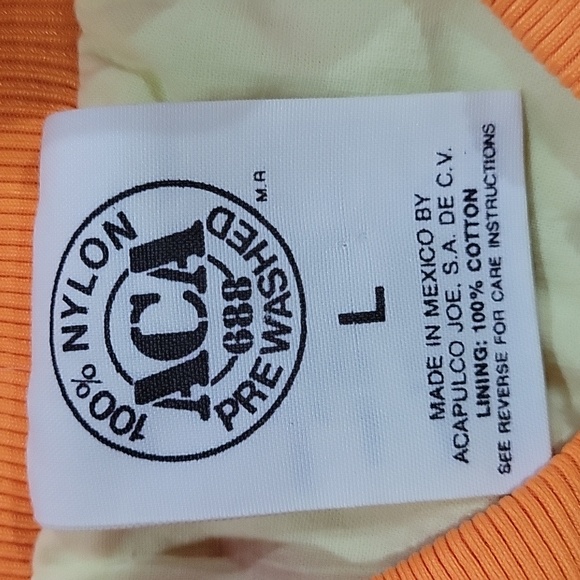 100% NYLON
ACA
688
PREWASHED
M.R.
L
MADE IN MEXICO BY
ACAPULCO JOE, S.A. DE C.V.
LINING: 100% COTTON
SEE REVERSE FOR CARE INSTRUCTIONS